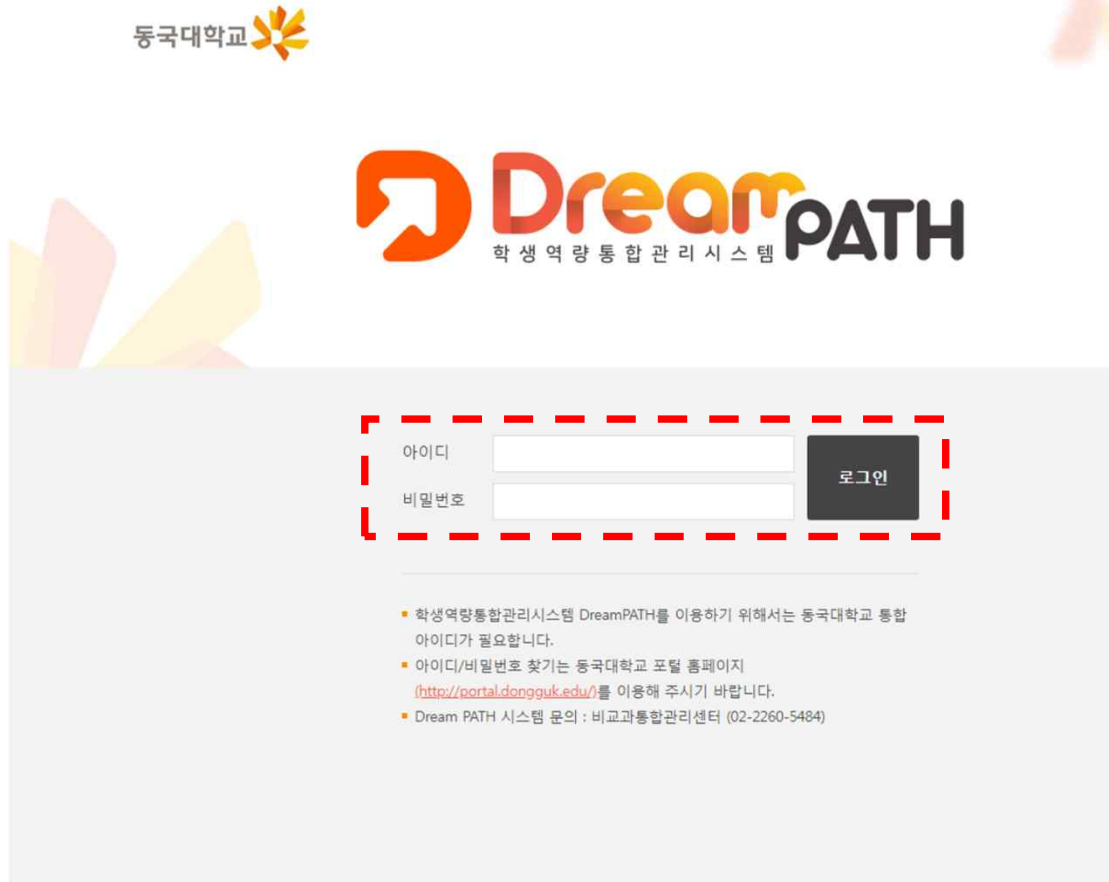 동국대학교
Dream PATH
학생역량통합관리시스템
아이디
비밀번호
로그인
학생역량통합관리시스템 DreamPATH를 이용하기 위해서는 동국대학교 통합
아이디가 필요합니다.
아이디/비밀번호 찾기는 동국대학교 포털 홈페이지
(http://portal.dongguk.edu/)를 이용해 주시기 바랍니다.
Dream PATH 시스템 문의 : 비교과통합관리센터 (02-2260-5484)